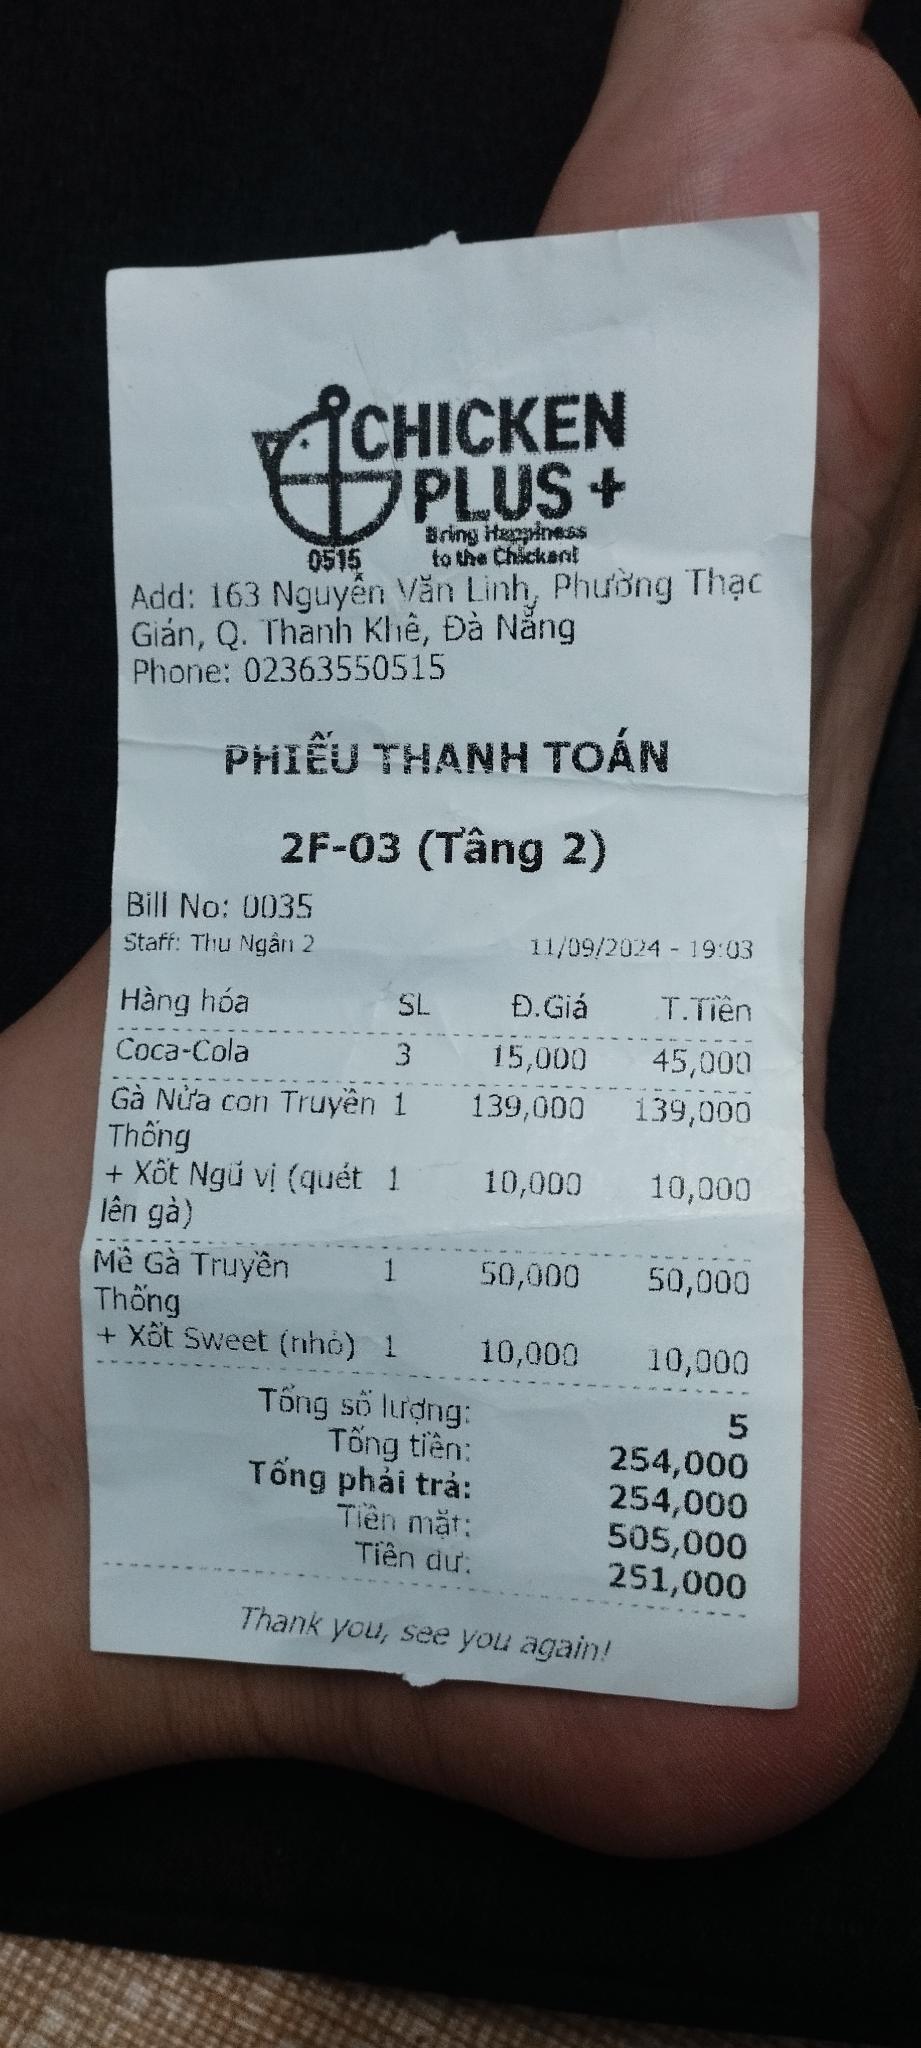 CHICKEN
PLUS +
Bring Happiness
to the Chicken!
0515
Add: 163 Nguyễn Văn Linh, Phường Thạc
Gián, Q. Thanh Khê, Đà Nẵng
Phone: 02363550515
PHIẾU THANH TOÁN
2F-03 (Tầng 2)
Bill No: 0035
Staff: Thu Ngân 2 11/09/2024 - 19:03
Hàng hóa SL Đ.Giá T.Tiền
Coca-Cola 3 15,000 45,000
Gà Nửa con Truyền 1 139,000 139,000
Thống
+ Xốt Ngũ vị (quét 1 10,000 10,000
lên gà)
Mề Gà Truyền 1 50,000 50,000
Thống
+ Xốt Sweet (nhỏ) 1 10,000 10,000
Tổng số lượng: 5
Tổng tiền: 254,000
Tổng phải trả: 254,000
Tiền mặt: 505,000
Tiền dư: 251,000
Thank you, see you again!